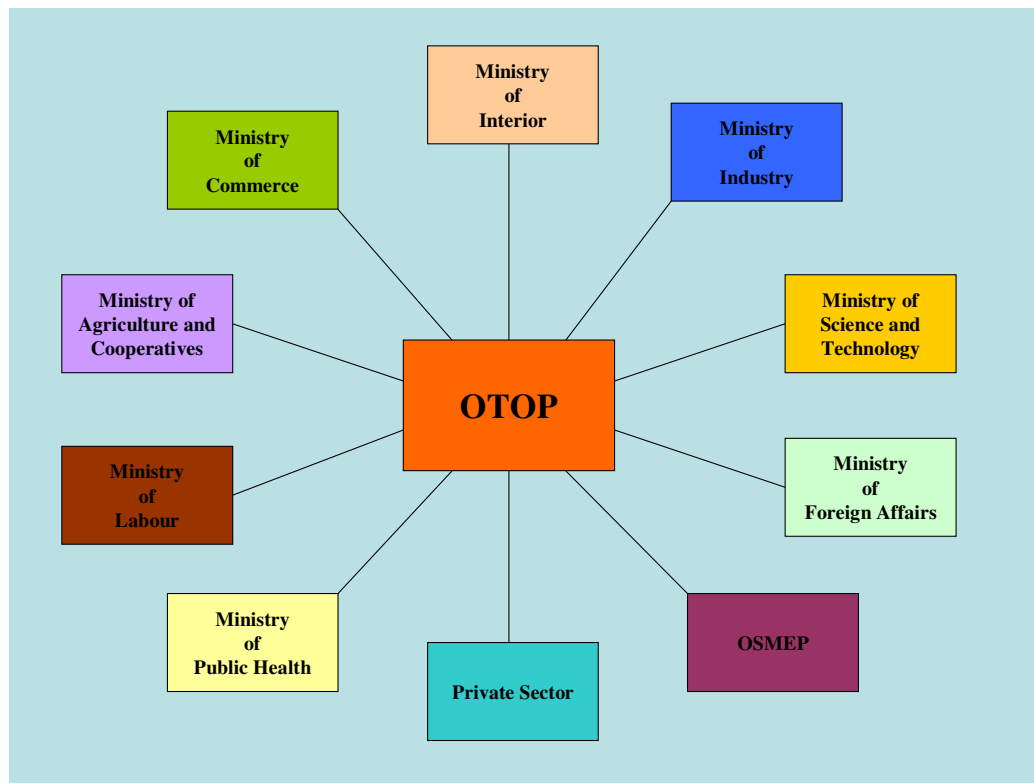 Ministry
of
Interior
Ministry
of
Industry
Ministry
of
Commerce
Ministry of
Agriculture and
Cooperatives
Ministry of
Science and
Technology
OTOP
Ministry
of
Labour
Ministry
of
Foreign Affairs
Ministry
of
Public Health
Private Sector
OSMEP